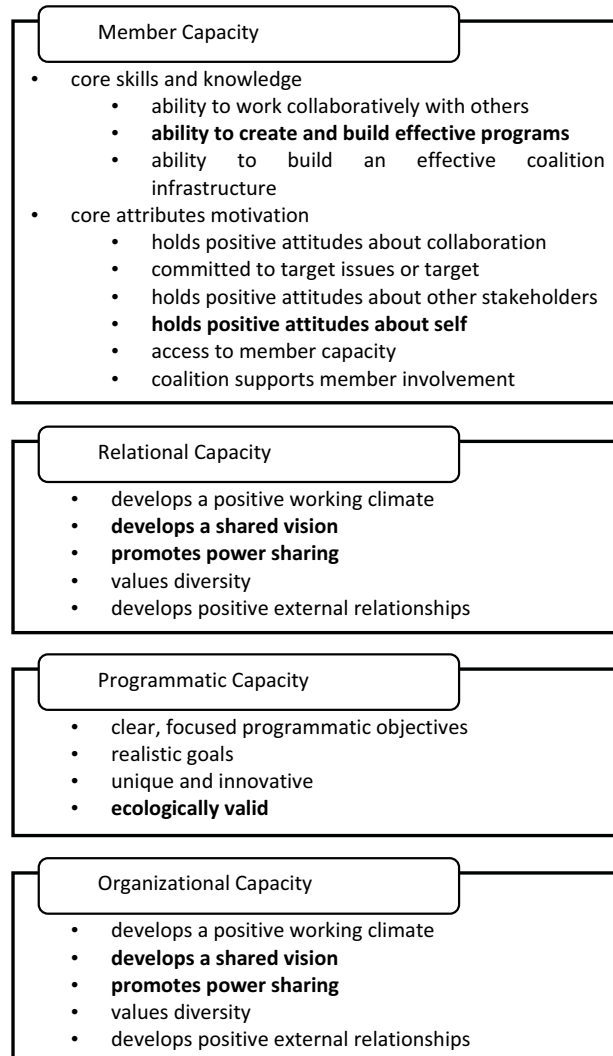 Member Capacity
• core skills and knowledge
• ability to work collaboratively with others
• ability to create and build effective programs
• ability to build an effective coalition
infrastructure
• core attributes motivation
• holds positive attitudes about collaboration
• committed to target issues or target
• holds positive attitudes about other stakeholders
• holds positive attitudes about self
• access to member capacity
• coalition supports member involvement
Relational Capacity
• develops a positive working climate
• develops a shared vision
• promotes power sharing
• values diversity
• develops positive external relationships
Programmatic Capacity
• clear, focused programmatic objectives
• realistic goals
• unique and innovative
• ecologically valid
Organizational Capacity
• develops a positive working climate
• develops a shared vision
• promotes power sharing
• values diversity
• develops positive external relationships